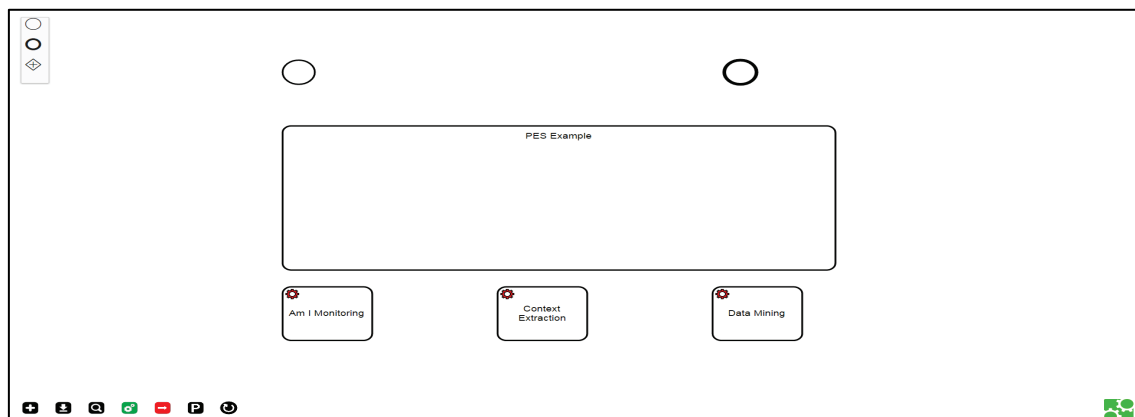 PES Example
Am I Monitoring
Context
Extraction
Data Mining
P